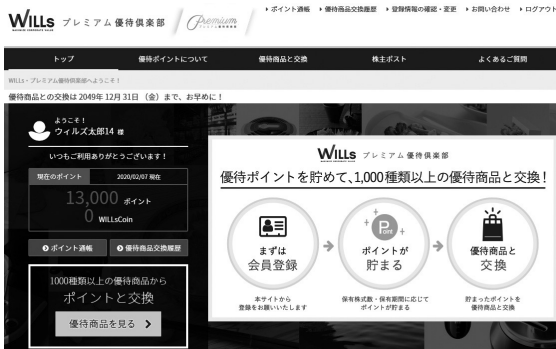 WILLS プレミアム優待倶楽部 Premium
ポイント通帳 優待商品交換履歴 登録情報の確認・変更 お問い合わせ ログアウト
トップ 優待ポイントについて 優待商品と交換 株主ポスト よくあるご質問
WILLs・プレミアム優待倶楽部へようこそ！
優待商品との交換は 2049年 12月 31日 （金）まで、お早めに！
ようこそ！
ウィルズ太郎14 様
いつもご利用ありがとうございます！
現在のポイント 2020/02/07 現在
13,000 ポイント
0 WILLsCoin
ポイント通帳 優待商品交換履歴
1000種類以上の優待商品から
ポイントと交換
優待商品を見る
WILLS プレミアム優待倶楽部
優待ポイントを貯めて、1,000種類以上の優待商品と交換！
まずは
会員登録
Point
ポイントが
貯まる
優待商品と
交換
本サイトから
登録をお願いいたします
保有株式数・保有期間に応じて
ポイントが貯まる
貯まったポイントを
優待商品と交換